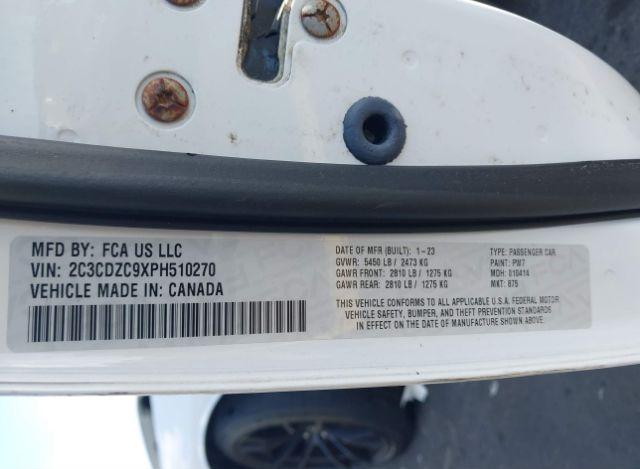 MFD BY: FCA US LLC
VIN: 2C3CDZC9XPH510270
VEHICLE MADE IN: CANADA
DATE OF MFR (BUILT): 1-23
GVWR: 5450 LB / 2473 KG
GAWR FRONT: 2810 LB / 1275 KG
GAWR REAR: 2810 LB / 1275 KG
TYPE: PASSENGER CAR
PAINT: PW7
MDH: 010414
MKT: 875
THIS VEHICLE CONFORMS TO ALL APPLICABLE U.S.A. FEDERAL MOTOR
VEHICLE SAFETY, BUMPER, AND THEFT PREVENTION STANDARDS
IN EFFECT ON THE DATE OF MANUFACTURE SHOWN ABOVE.